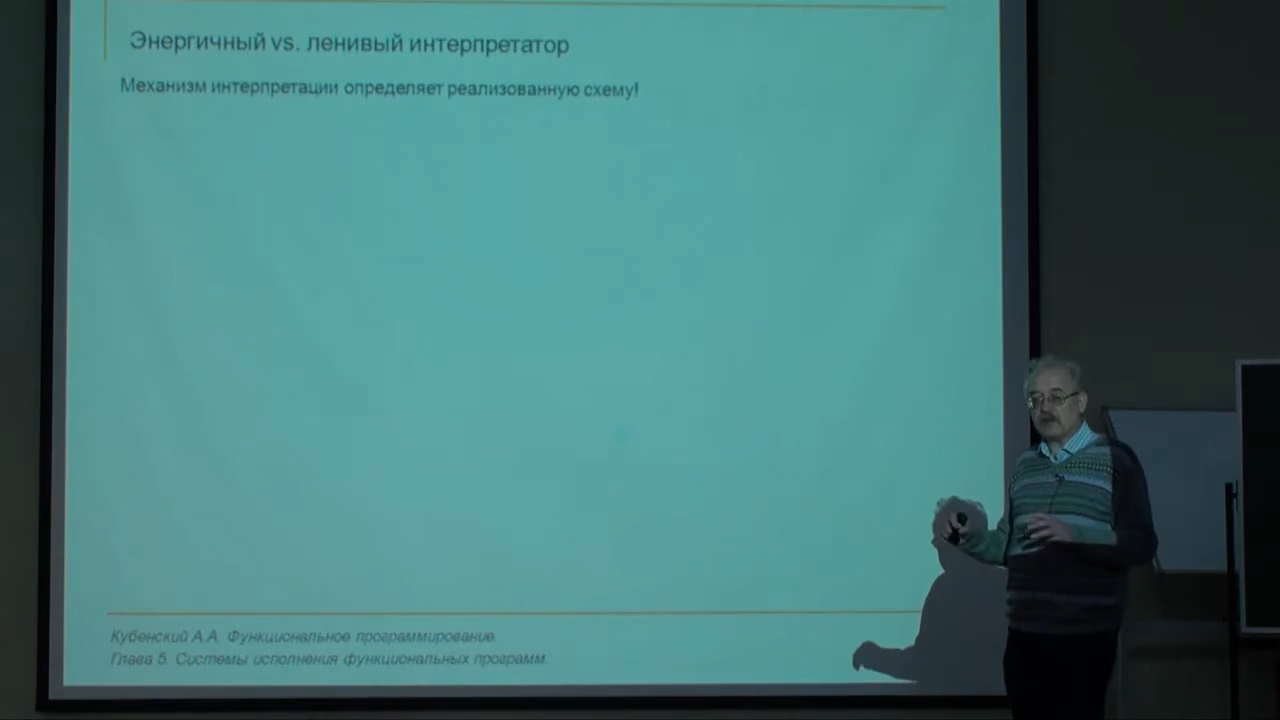 Энергичный vs. ленивый интерпретатор
Механизм интерпретации определяет реализованную схему!
Кубенский А.А. Функциональное программирование.
Глава 5. Системы исполнения функциональных программ.